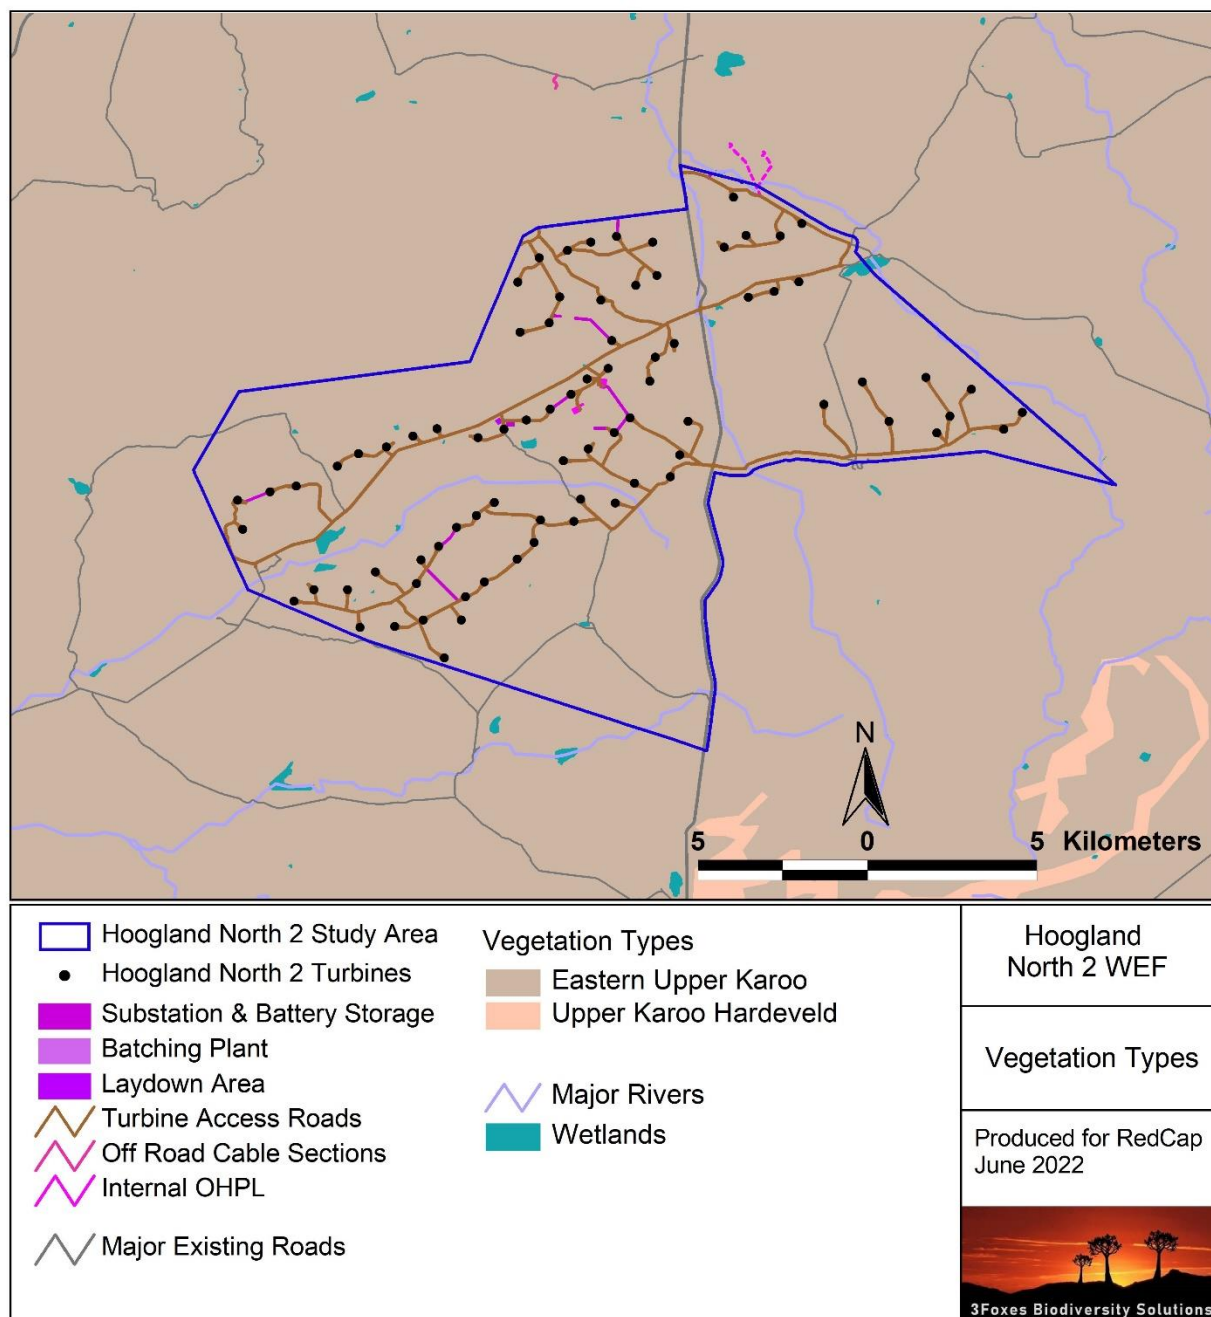 N
5 0 5 Kilometers
Hoogland North 2 Study Area
Hoogland North 2 Turbines
Substation & Battery Storage
Batching Plant
Laydown Area
Turbine Access Roads
Off Road Cable Sections
Internal OHPL
Major Existing Roads
Vegetation Types
Eastern Upper Karoo
Upper Karoo Hardeveld
Major Rivers
Wetlands
Hoogland
North 2 WEF
Vegetation Types
Produced for RedCap
June 2022
3Foxes Biodiversity Solutions